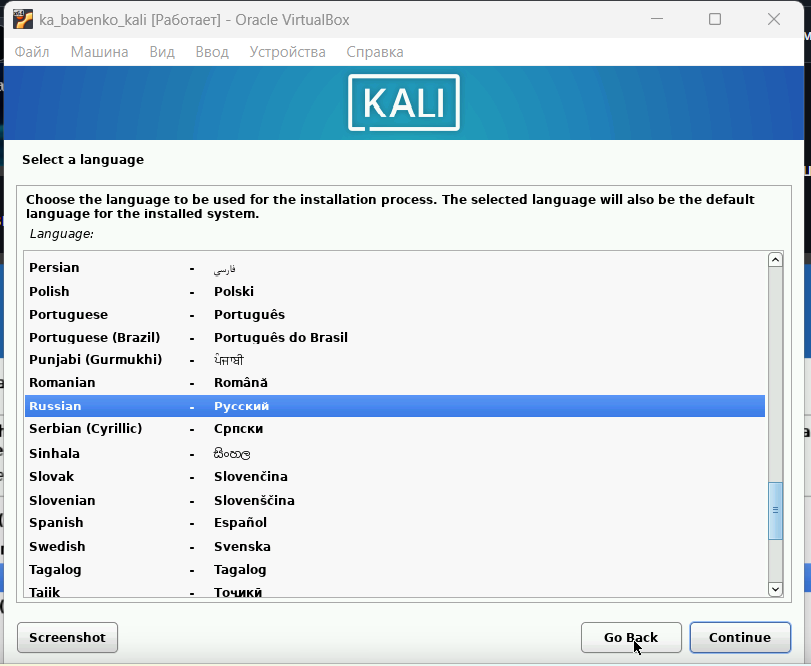 ka_babenko_kali [Работает] - Oracle VirtualBox
Файл Машина Вид Ввод Устройства Справка
KALI
Select a language
Choose the language to be used for the installation process. The selected language will also be the default
language for the installed system.
Language:
Persian - فارسی
Polish - Polski
Portuguese - Português
Portuguese (Brazil) - Português do Brasil
Punjabi (Gurmukhi) - ਪੰਜਾਬੀ
Romanian - Română
Russian - Русский
Serbian (Cyrillic) - Српски
Sinhala - සිංහල
Slovak - Slovenčina
Slovenian - Slovenščina
Spanish - Español
Swedish - Svenska
Tagalog - Tagalog
Tajik - Тоҷикӣ
Screenshot Go Back Continue